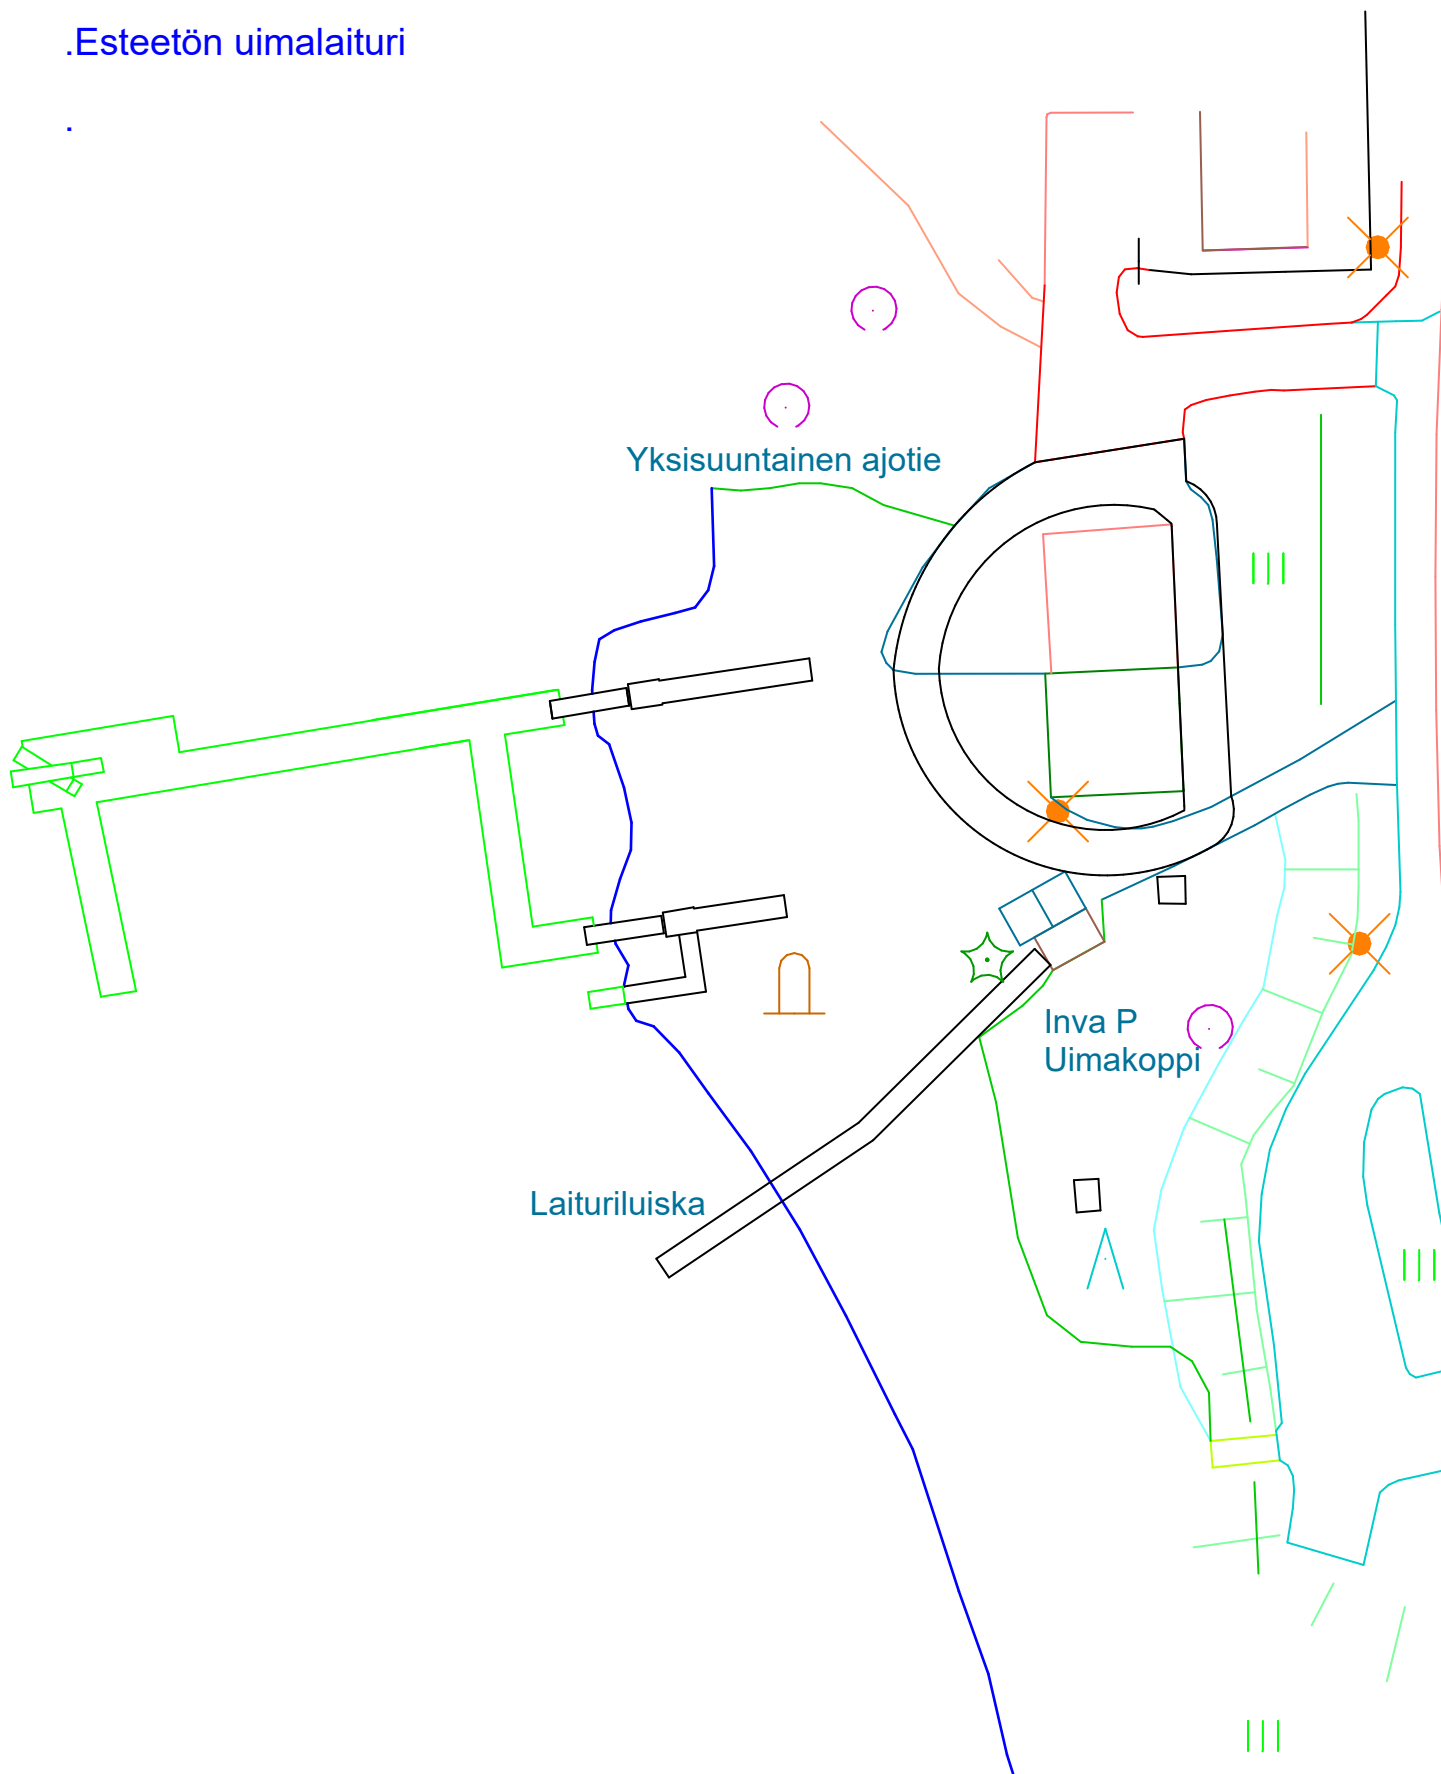 .Esteetön uimalaituri
.
Yksisuuntainen ajotie
Inva P
Uimakoppi
Laituriluiska